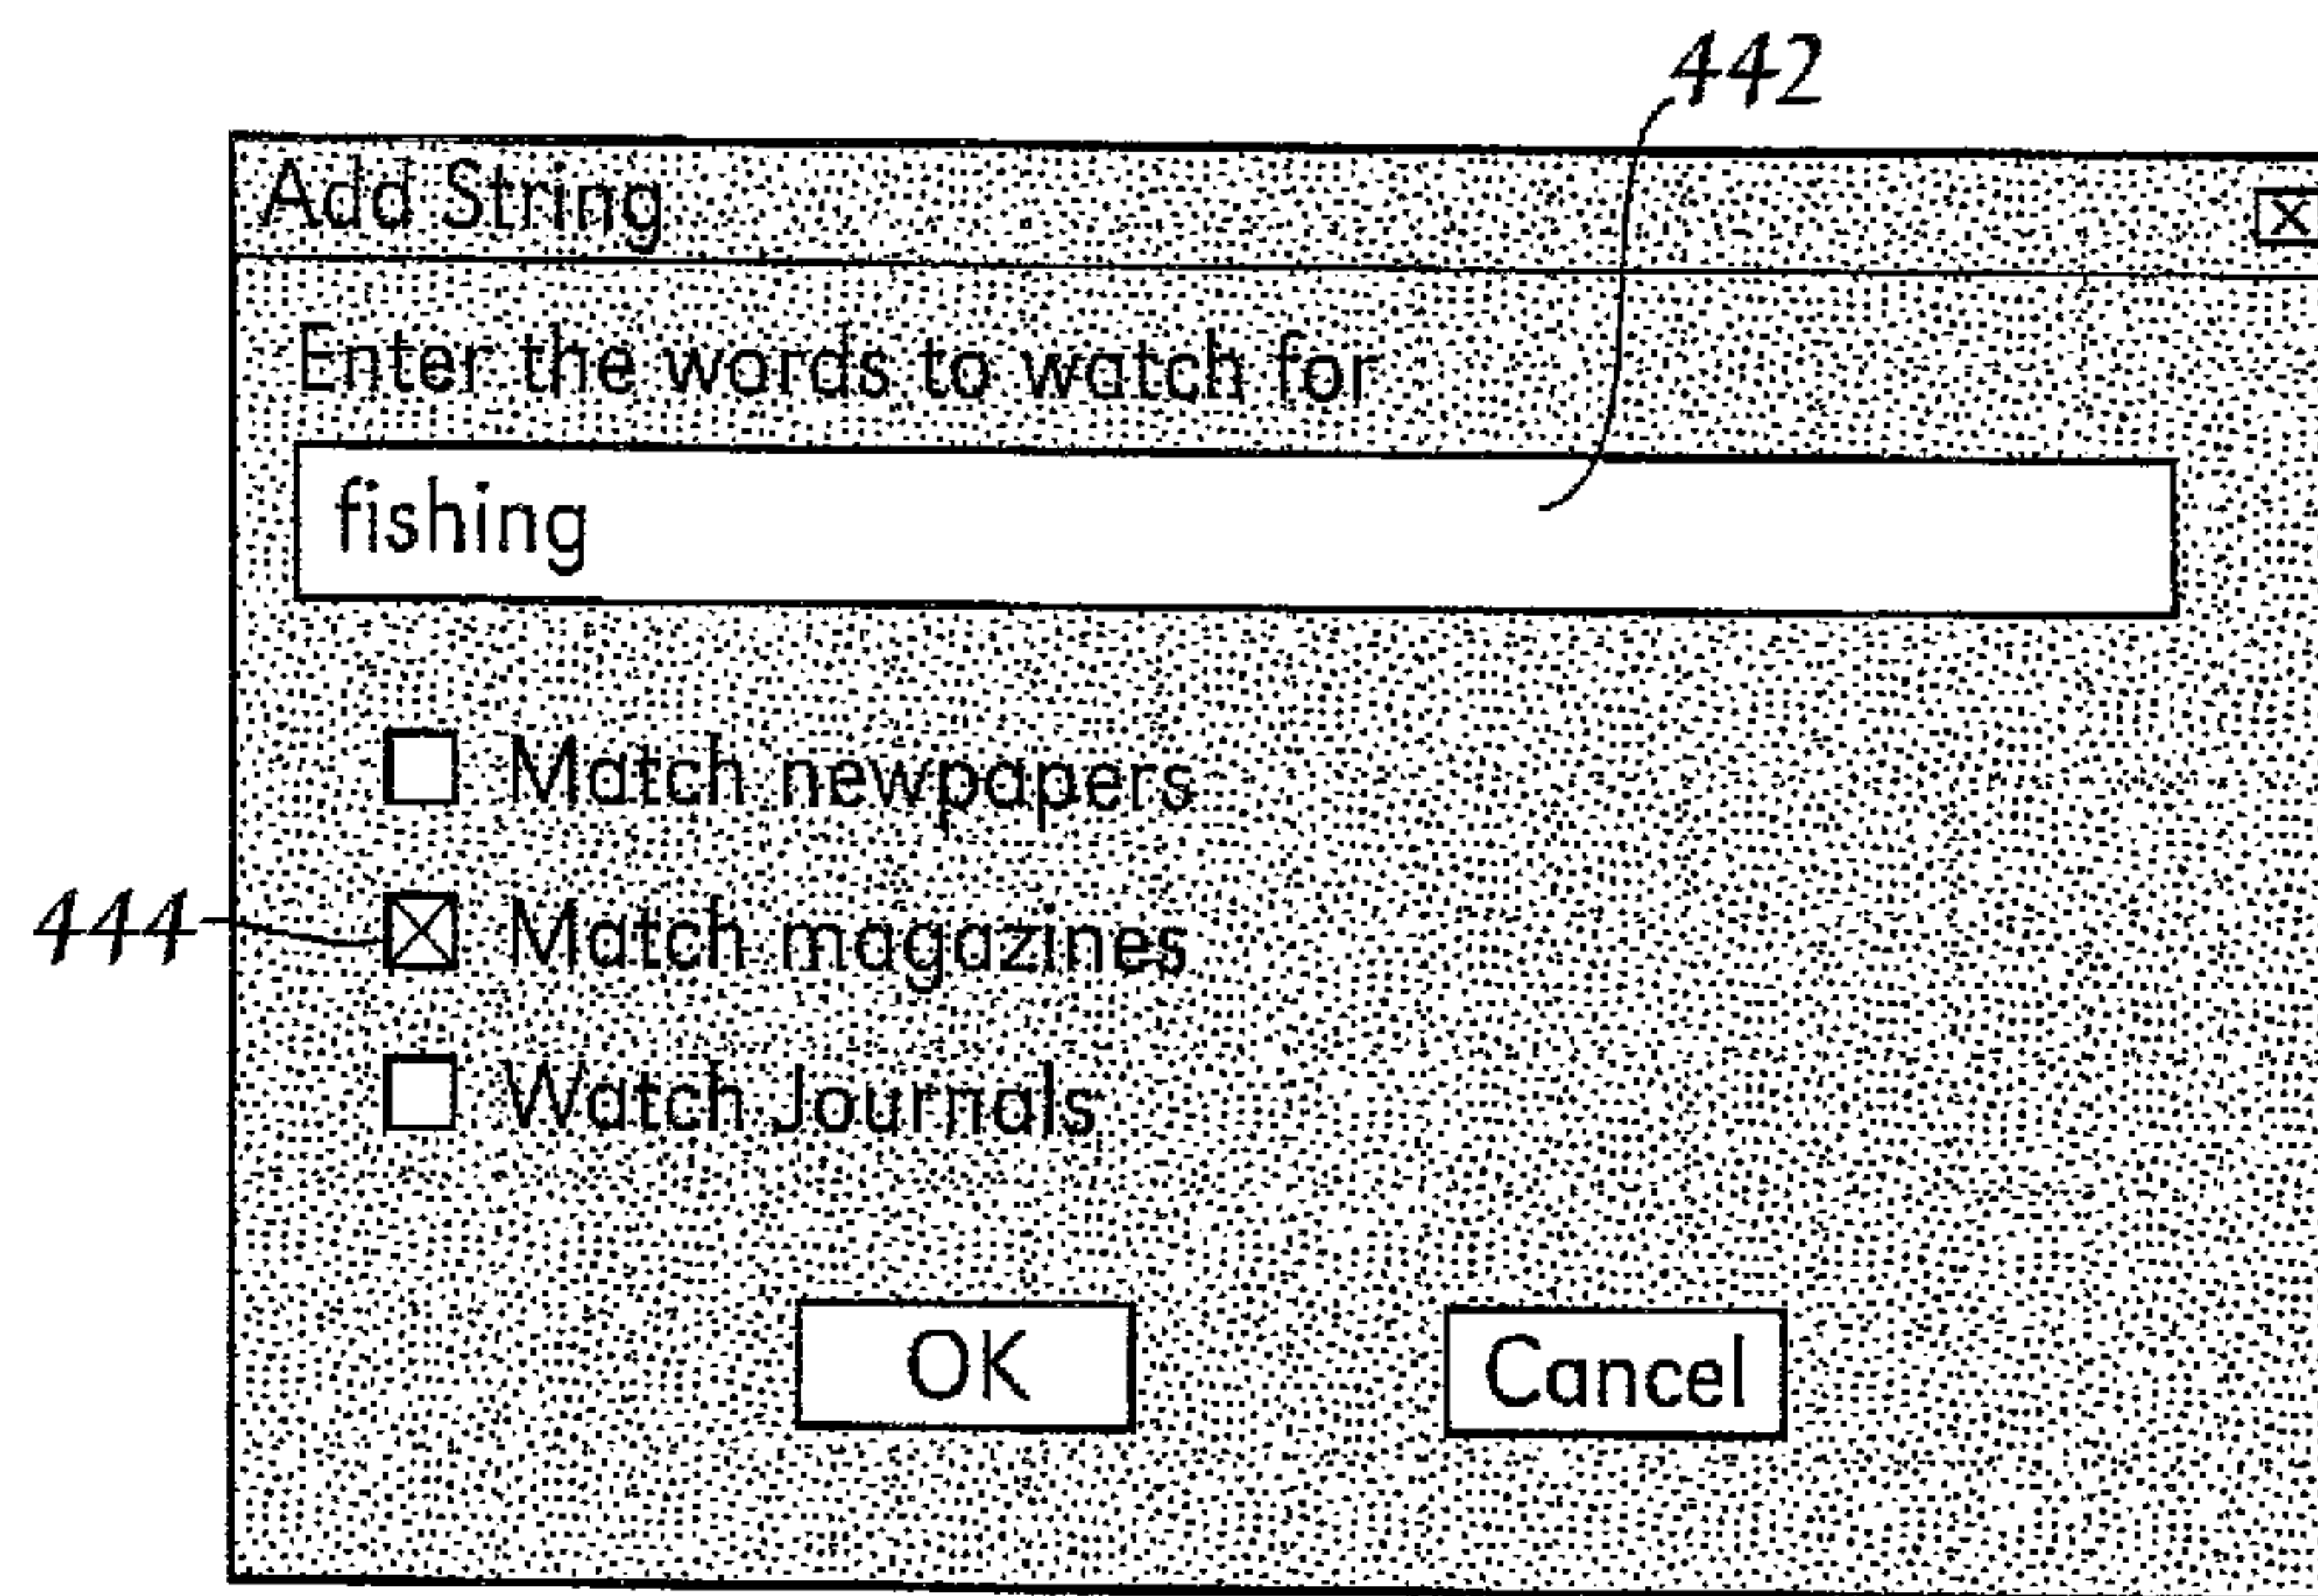 442
Add String
Enter the words to watch for
fishing
Match newpapers
444 Match magazines
Watch Journals
OK Cancel